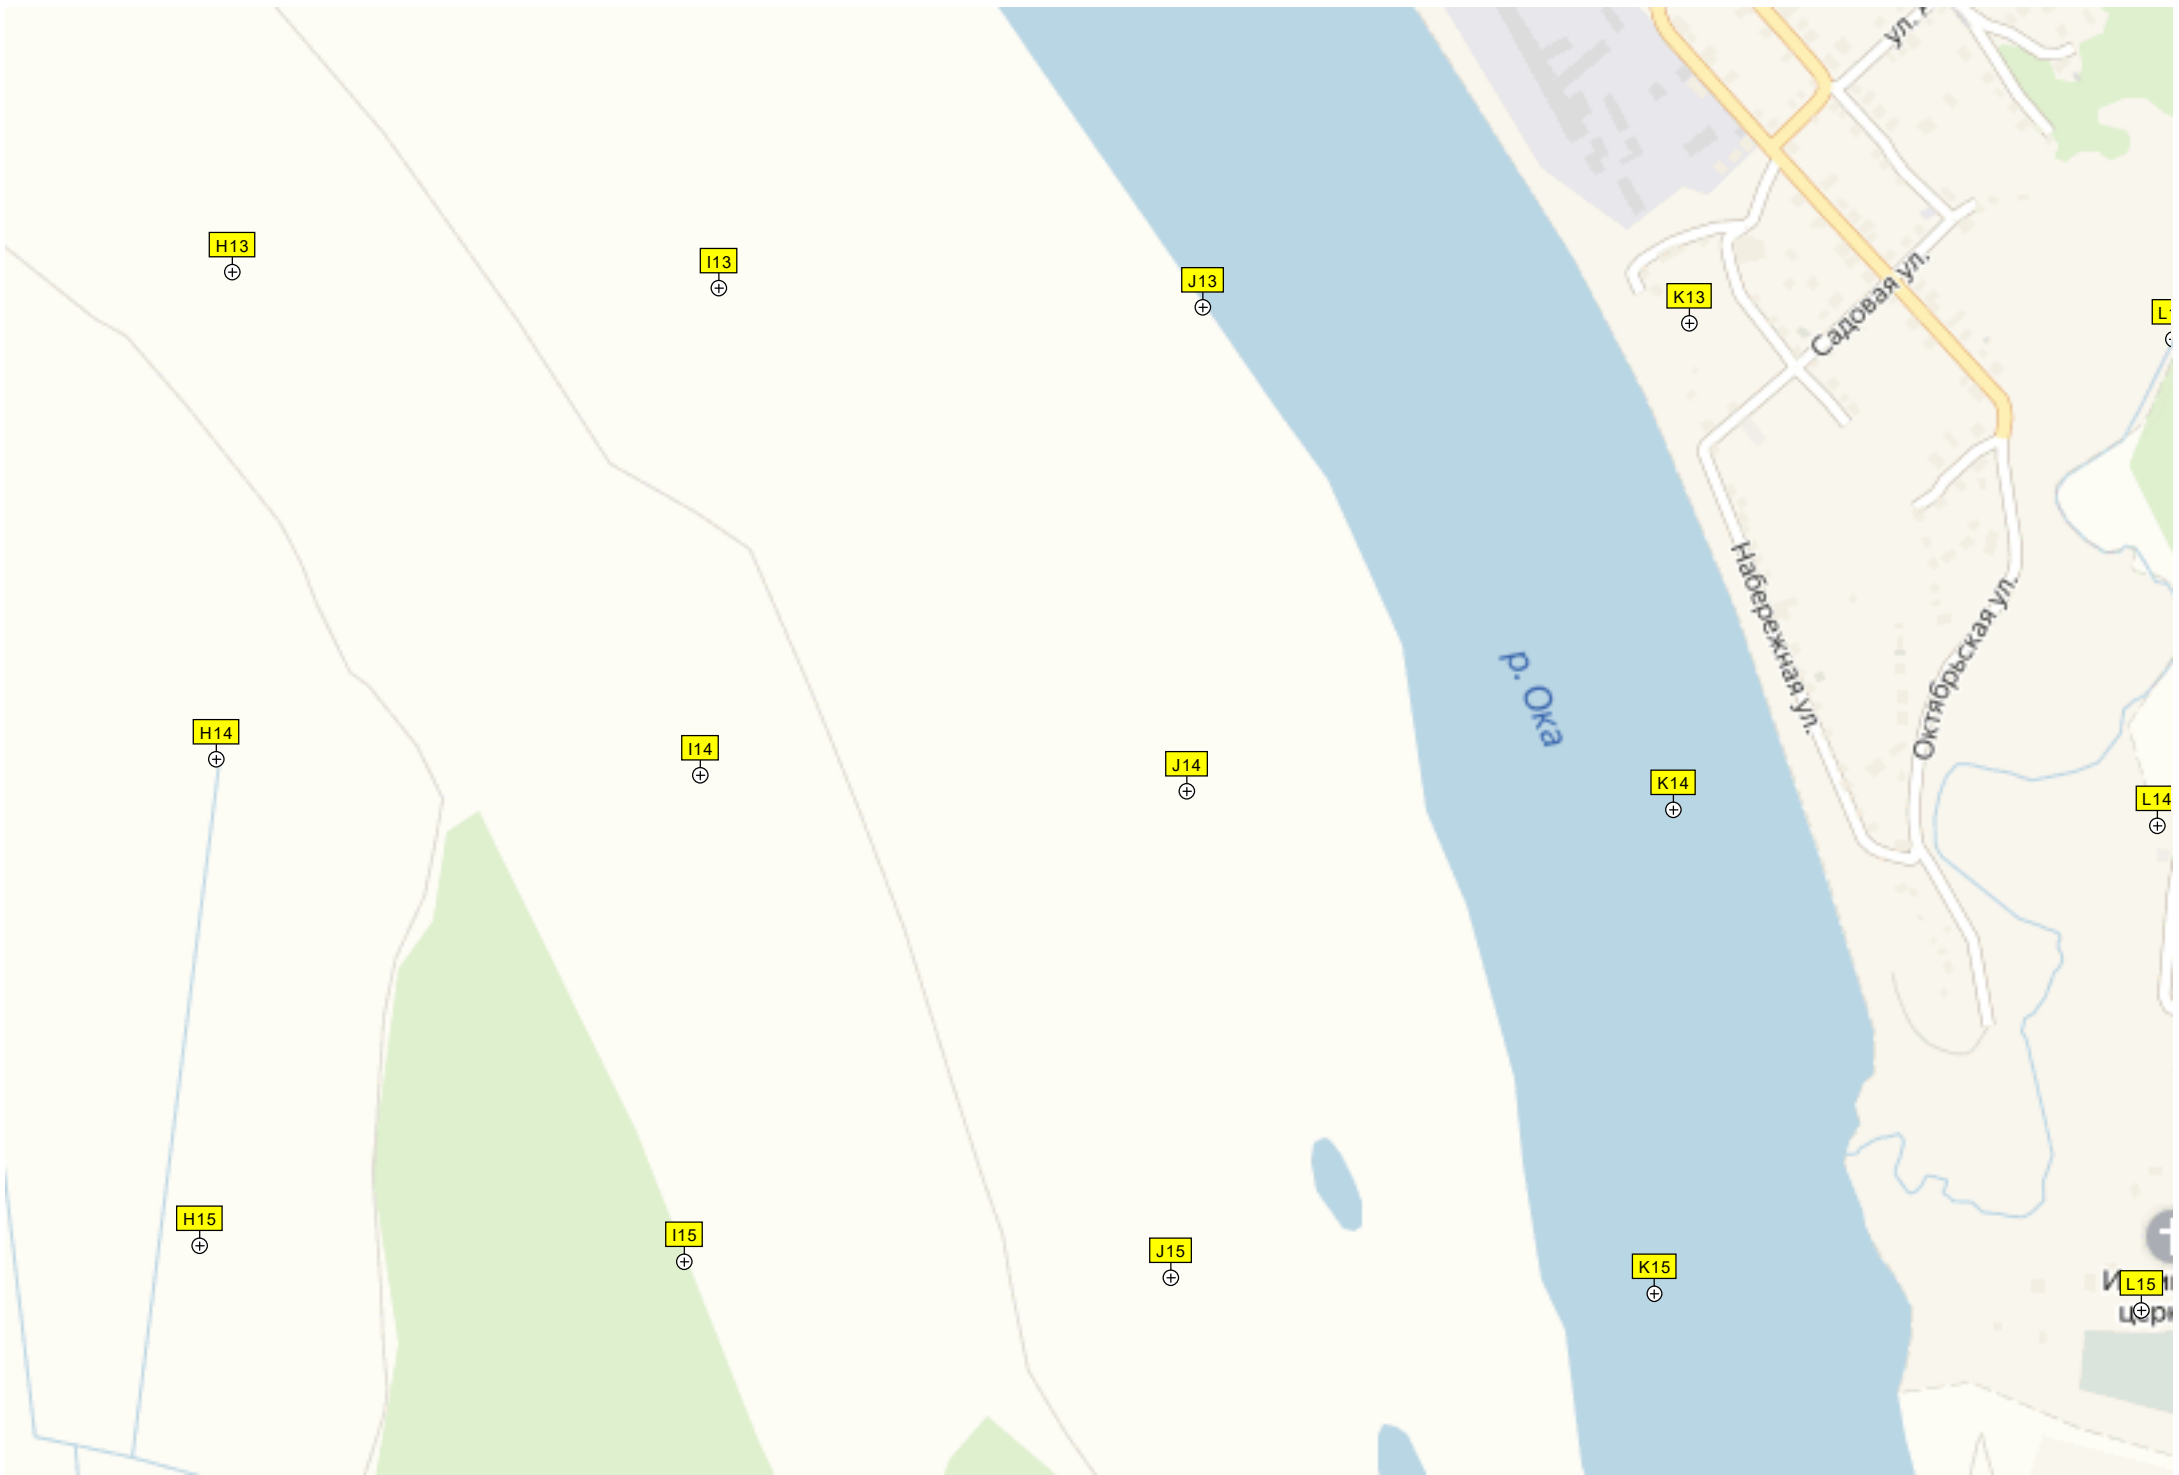 ул.
H13
I13
J13
K13
Садовая ул.
Набережная ул.
Октябрьская ул.
р. Ока
H14
I14
J14
K14
L14
H15
I15
J15
K15
L15